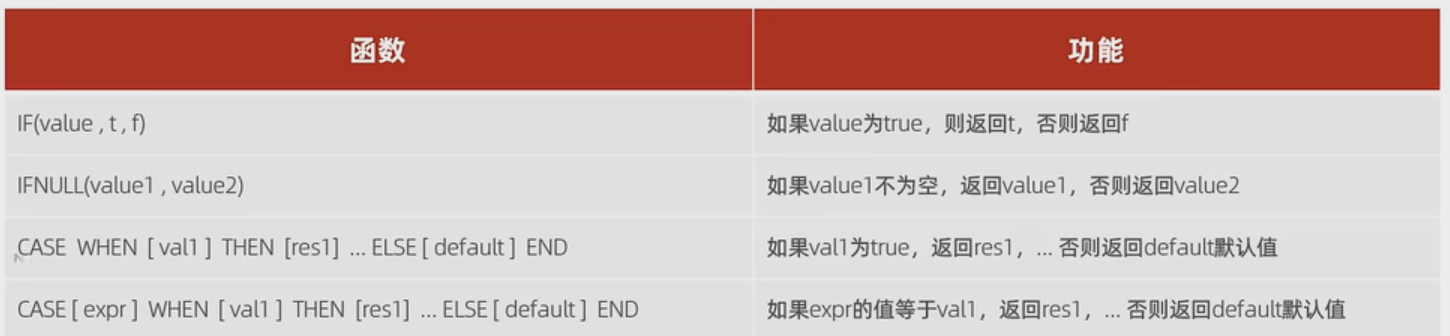 函数 功能
IF(value , t , f) 如果value为true，则返回t，否则返回f
IFNULL(value1 , value2) 如果value1不为空，返回value1，否则返回value2
CASE WHEN [ val1 ] THEN [res1] ... ELSE [ default ] END 如果val1为true，返回res1，... 否则返回default默认值
CASE [ expr ] WHEN [ val1 ] THEN [res1] ... ELSE [ default ] END 如果expr的值等于val1，返回res1，... 否则返回default默认值